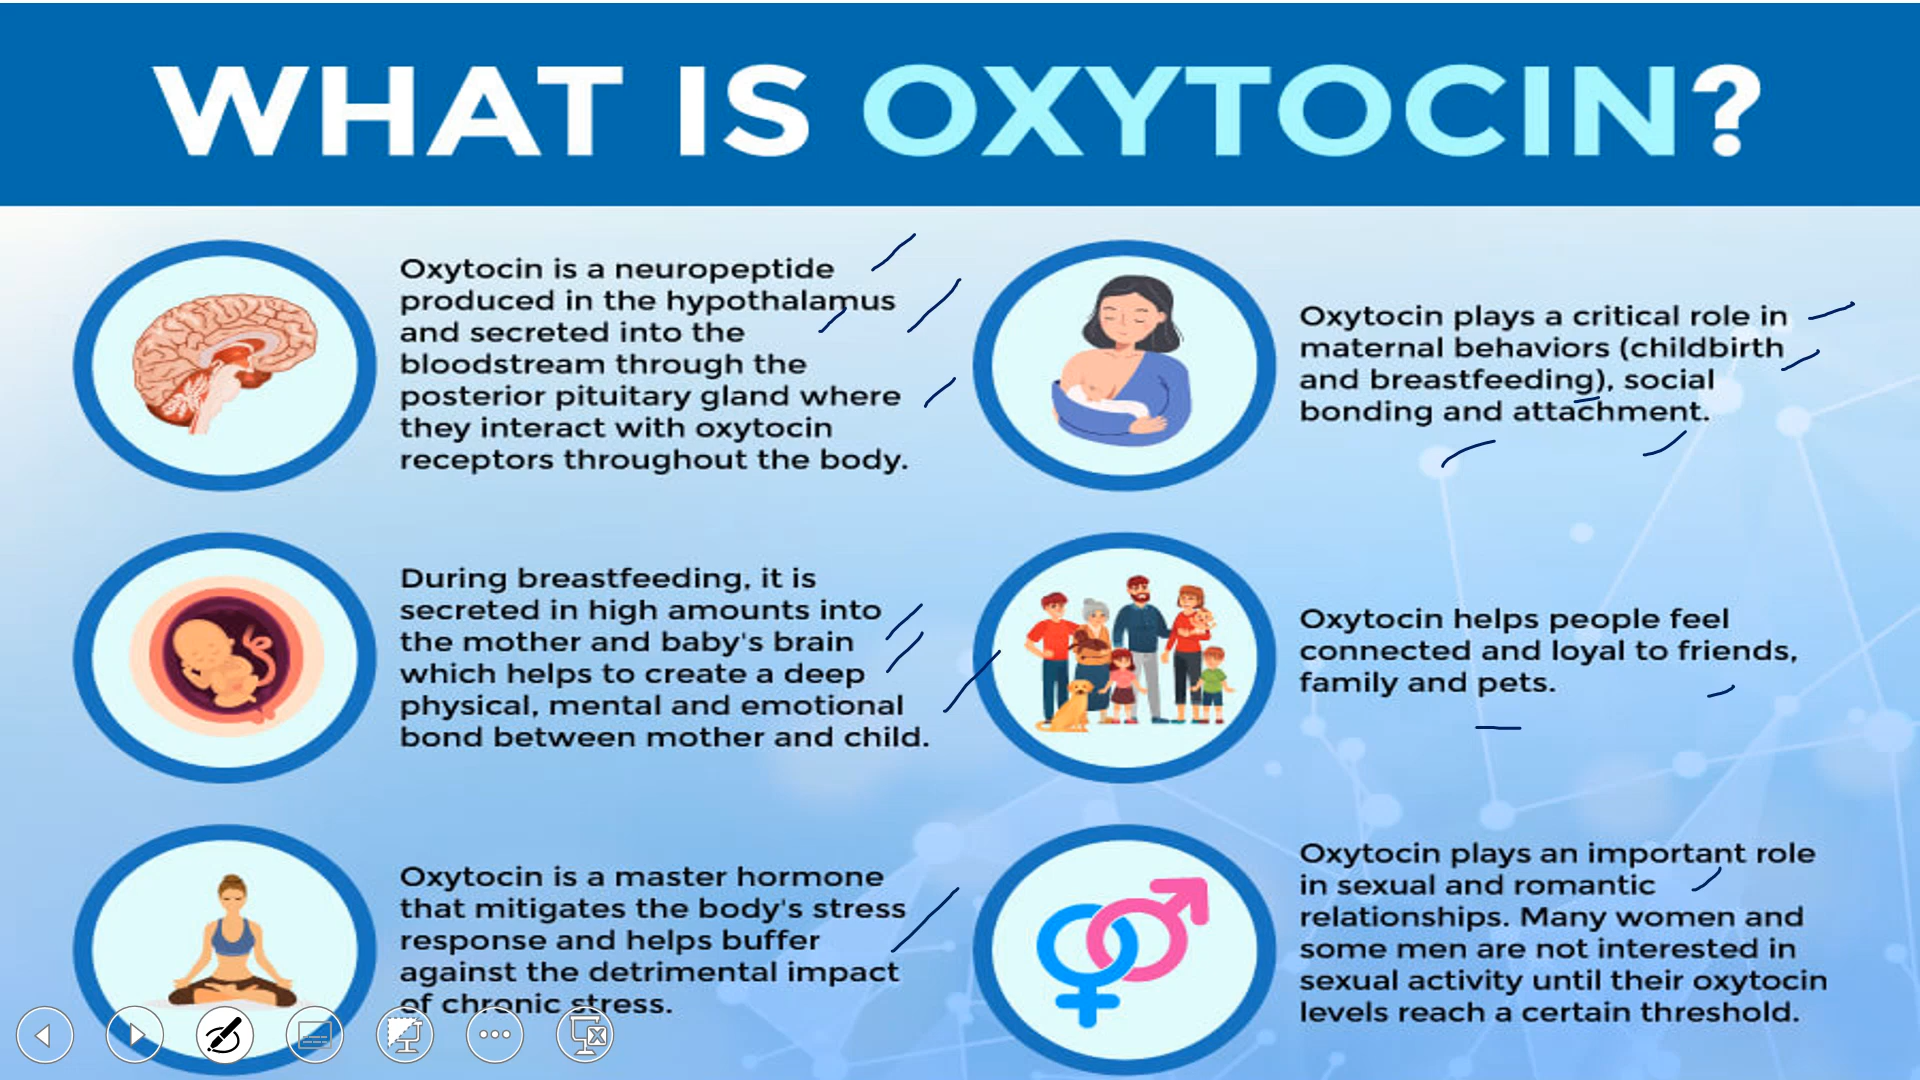 WHAT IS OXYTOCIN?
Oxytocin is a neuropeptide
produced in the hypothalamus
and secreted into the
bloodstream through the
posterior pituitary gland where
they interact with oxytocin
receptors throughout the body.
Oxytocin plays a critical role in
maternal behaviors (childbirth
and breastfeeding), social
bonding and attachment.
During breastfeeding, it is
secreted in high amounts into
the mother and baby's brain
which helps to create a deep
physical, mental and emotional
bond between mother and child.
Oxytocin helps people feel
connected and loyal to friends,
family and pets.
Oxytocin is a master hormone
that mitigates the body's stress
response and helps buffer
against the detrimental impact
of chronic stress.
Oxytocin plays an important role
in sexual and romantic
relationships. Many women and
some men are not interested in
sexual activity until their oxytocin
levels reach a certain threshold.